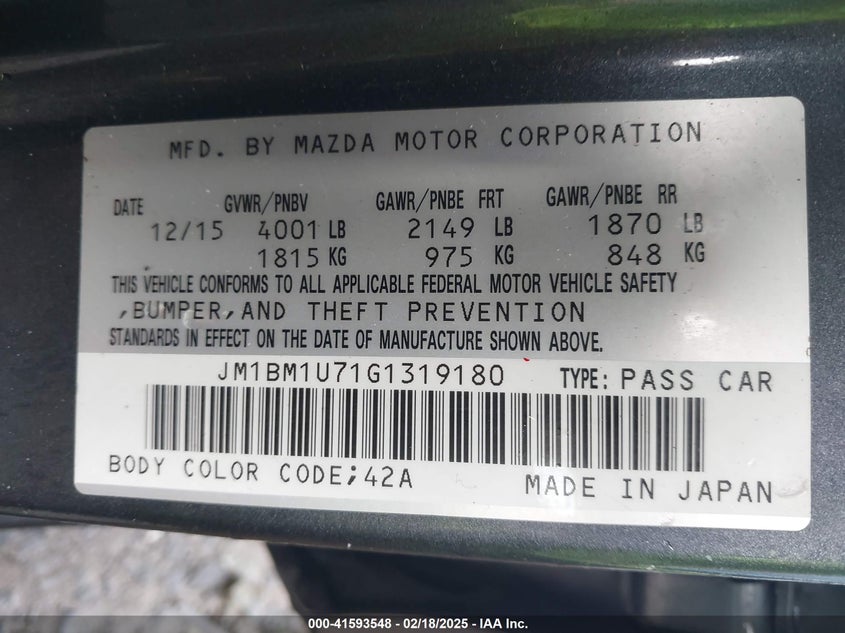 MFD. BY MAZDA MOTOR CORPORATION
DATE GVWR/PNBV GAWR/PNBE FRT GAWR/PNBE RR
12/15 4001 LB 2149 LB 1870 LB
1815 KG 975 KG 848 KG
THIS VEHICLE CONFORMS TO ALL APPLICABLE FEDERAL MOTOR VEHICLE SAFETY
,BUMPER,AND THEFT PREVENTION
STANDARDS IN EFFECT ON THE DATE OF MANUFACTURE SHOWN ABOVE.
JM1BM1U71G1319180 TYPE: PASS CAR
BODY COLOR CODE;42A MADE IN JAPAN
000-41593548 - 02/18/2025 - IAA Inc.